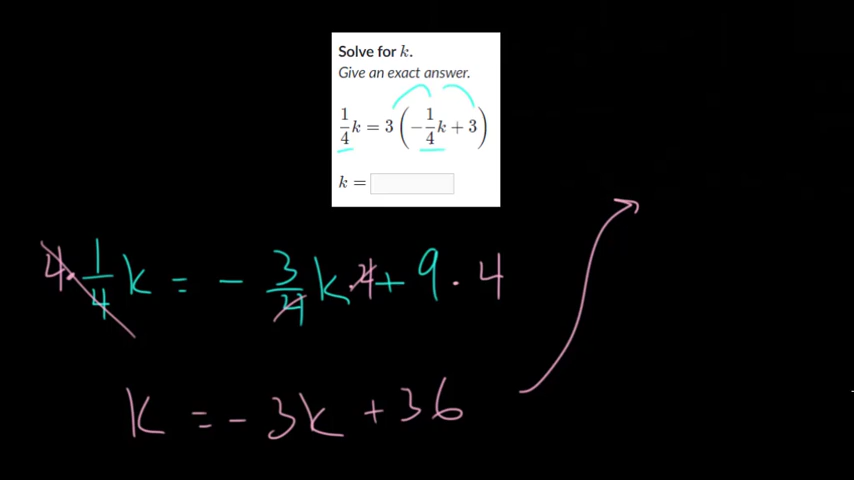 Solve for k.
Give an exact answer.
1/4 k = 3 (-1/4 k + 3)
k =
4 · 1/4 k = - 3/4 k · 4 + 9 · 4
k = - 3k + 36